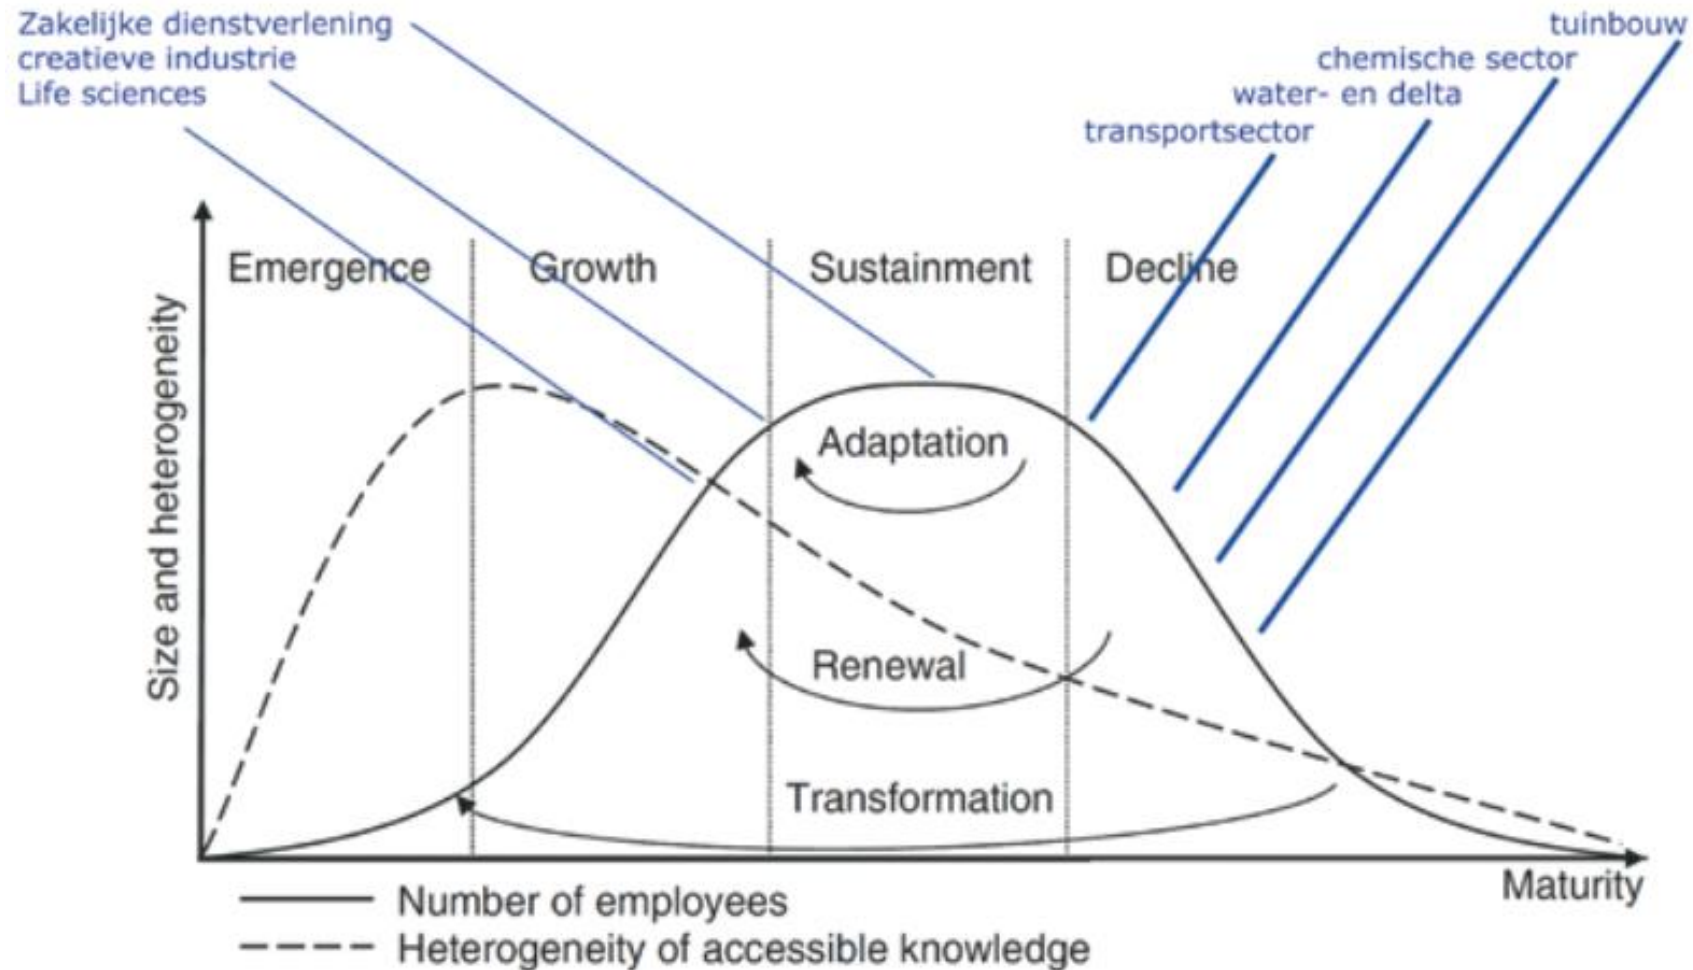 Zakelijke dienstverlening
creatieve industrie
Life sciences
tuinbouw
chemische sector
water- en delta
transportsector
Emergence
Growth
Sustainment
Decline
Size and heterogeneity
Adaptation
Renewal
Transformation
Maturity
Number of employees
Heterogeneity of accessible knowledge